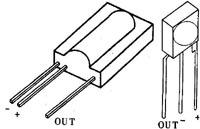 - +
OUT
OUT - +